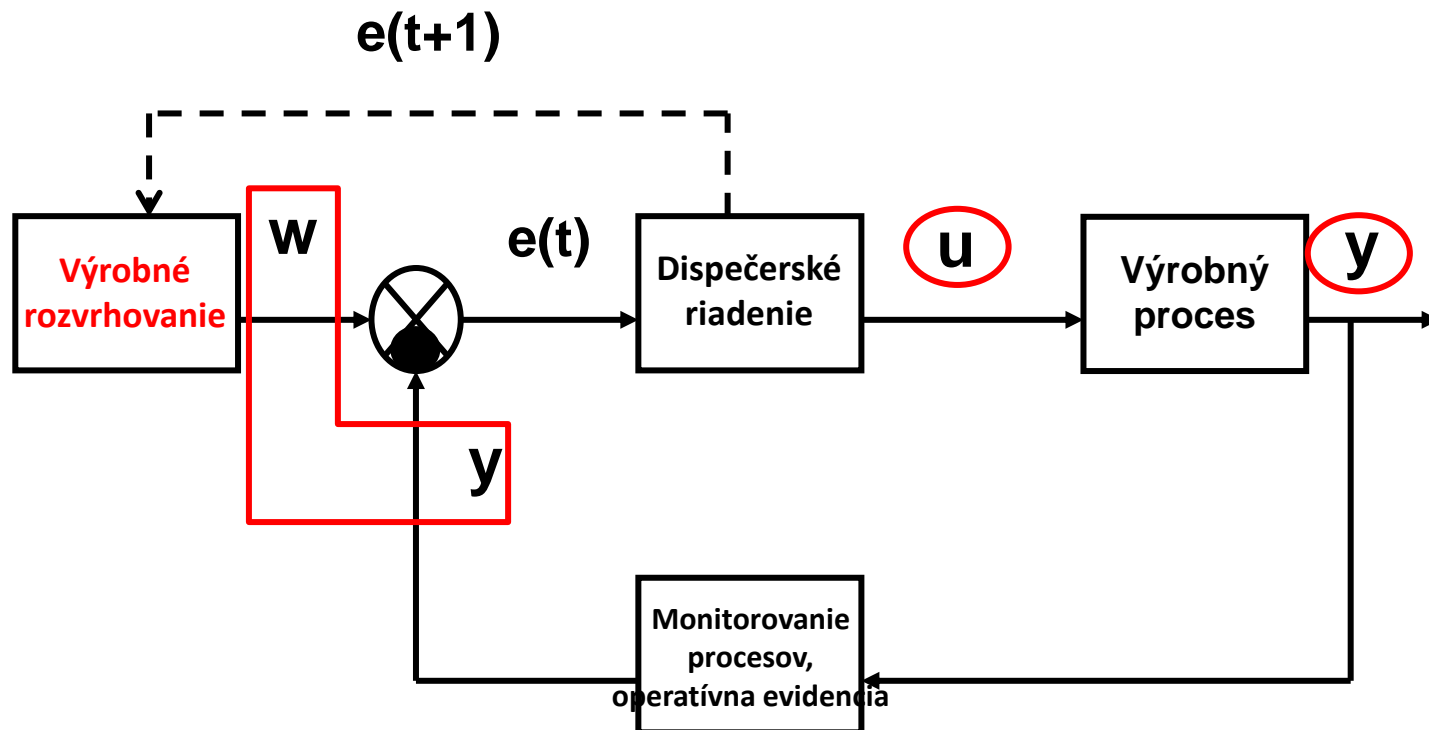 e(t+1)
w
e(t)
u
y
Výrobné
rozvrhovanie
Dispečerské
riadenie
Výrobný
proces
y
Monitorovanie
procesov,
operatívna evidencia